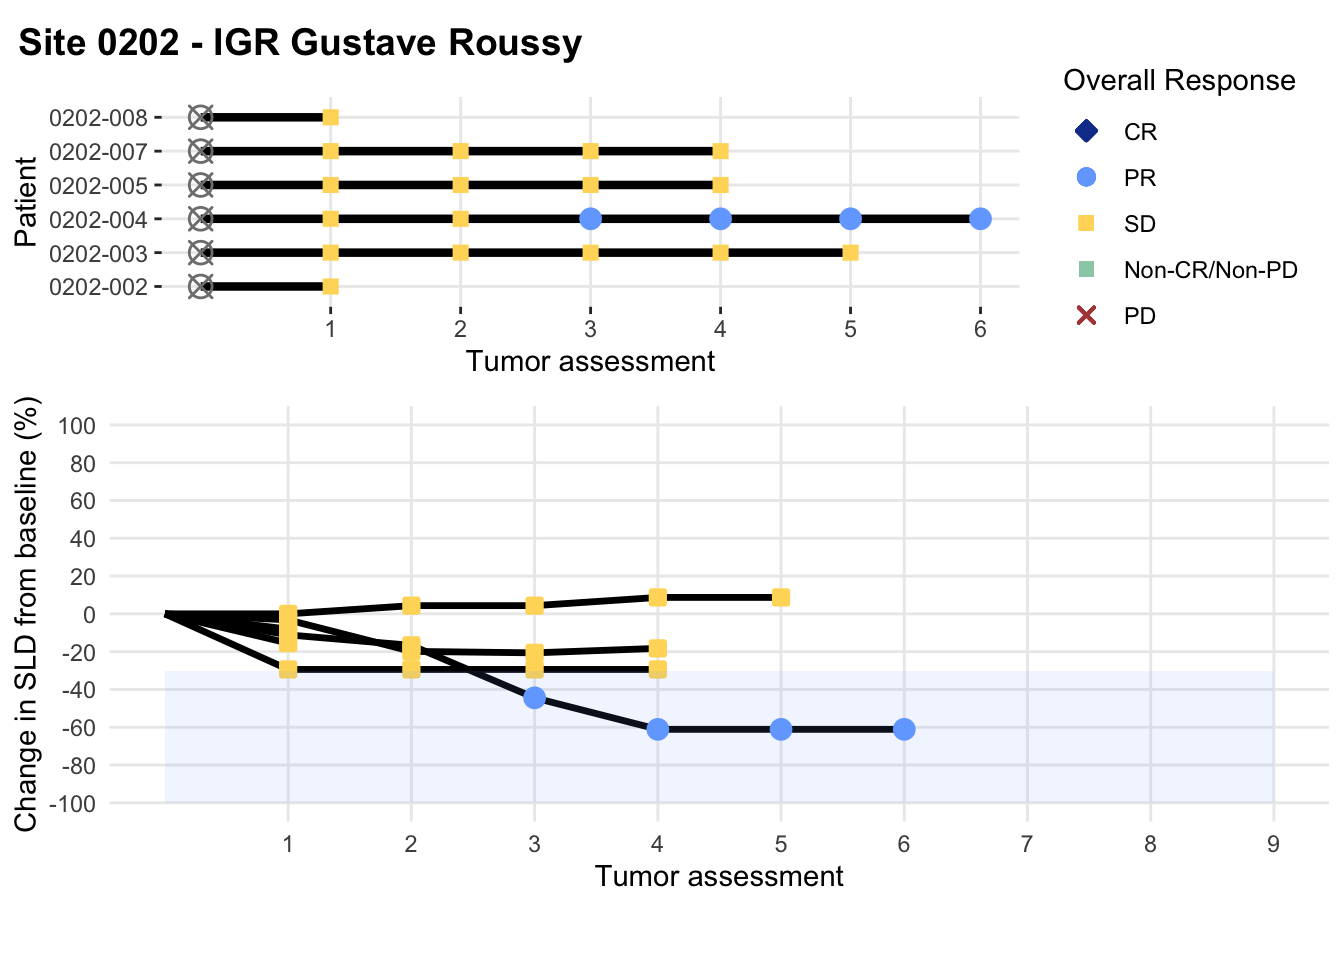 Site 0202 - IGR Gustave Roussy
Patient
0202-008
0202-007
0202-005
0202-004
0202-003
0202-002
1 2 3 4 5 6
Tumor assessment
Overall Response
CR
PR
SD
Non-CR/Non-PD
PD
Change in SLD from baseline (%)
100
80
60
40
20
0
-20
-40
-60
-80
-100
1 2 3 4 5 6 7 8 9
Tumor assessment